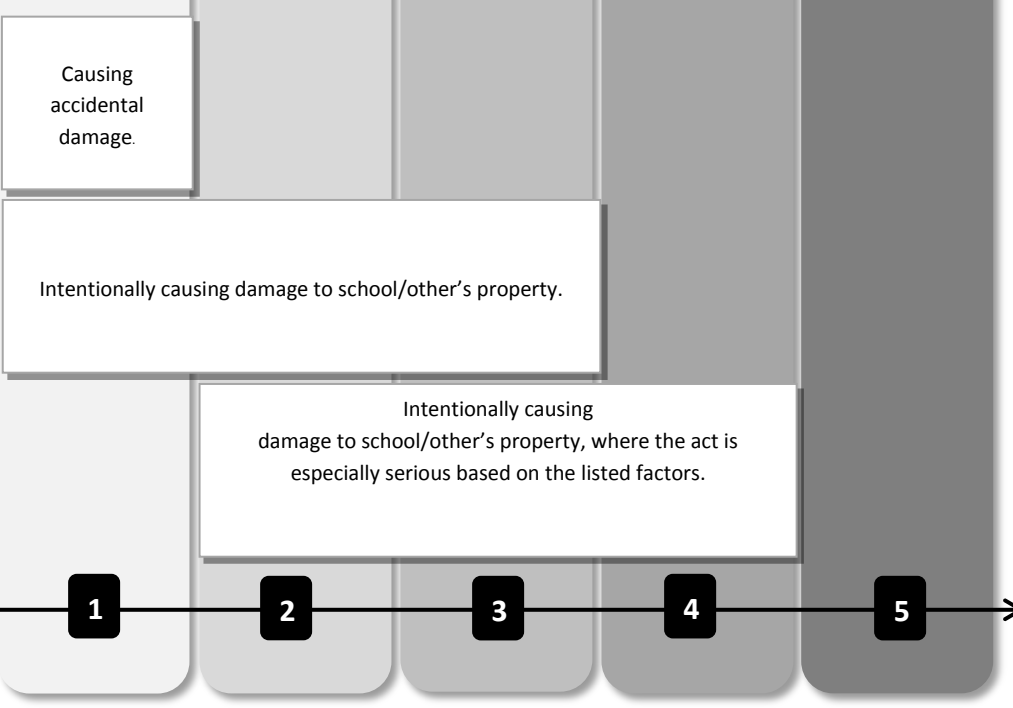 Causing
accidental
damage.
Intentionally causing damage to school/other’s property.
Intentionally causing
damage to school/other’s property, where the act is
especially serious based on the listed factors.
1
2
3
4
5